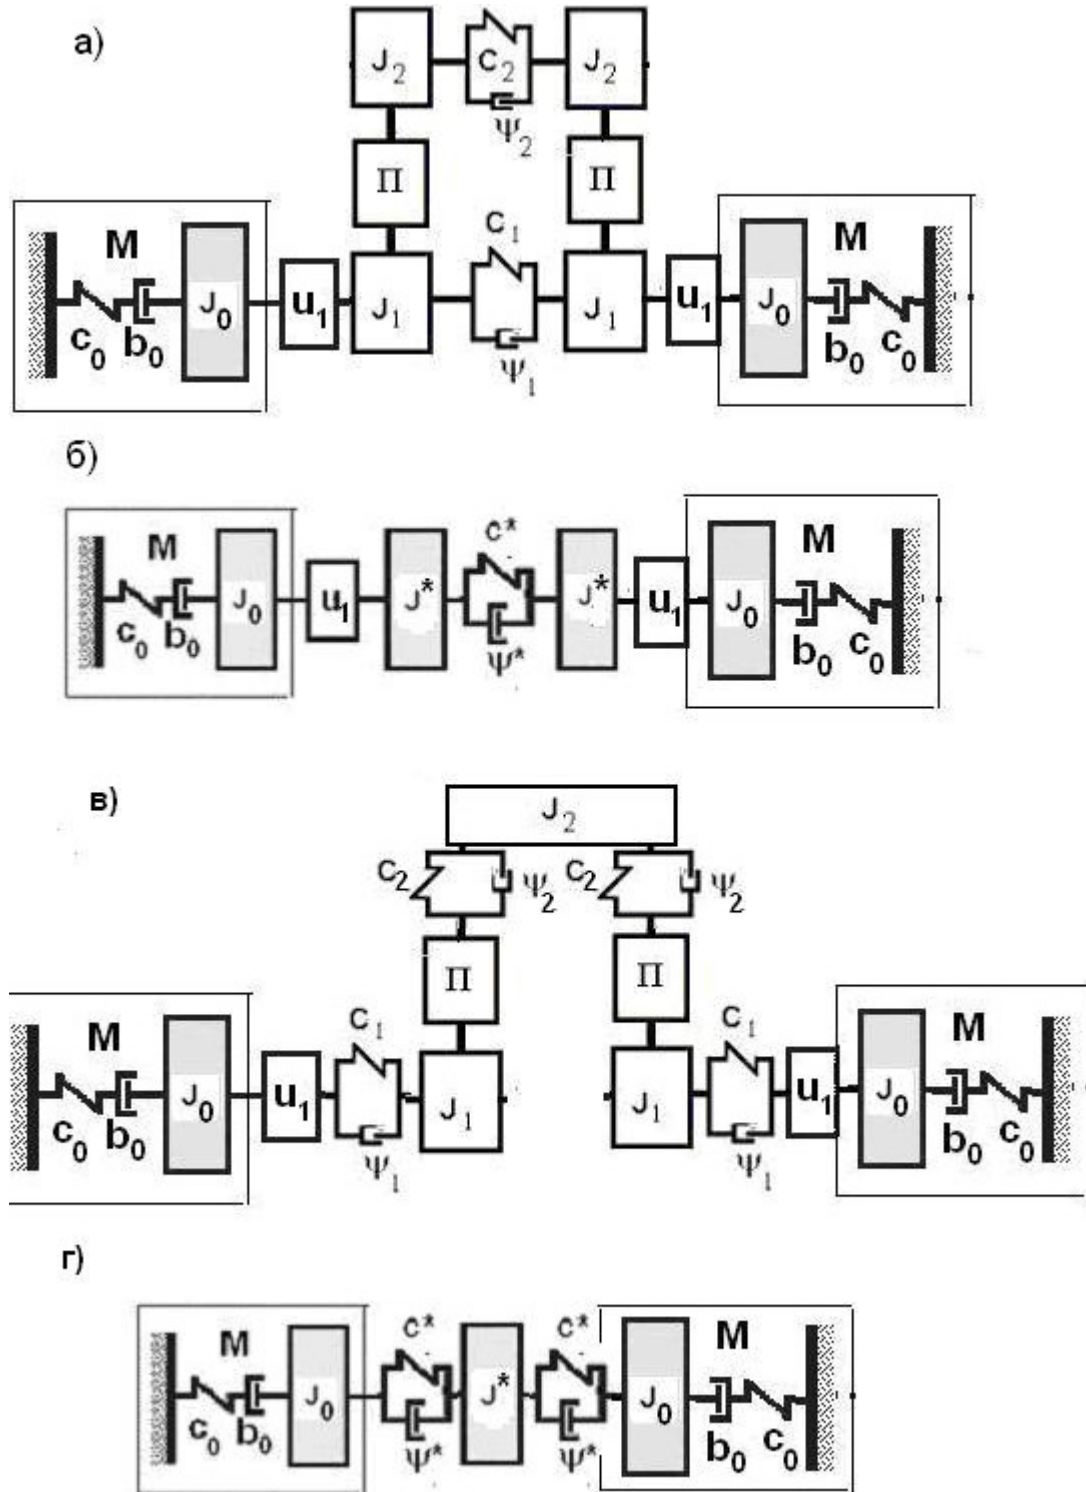 а)
J₂ C₂ J₂
Ψ₂
П П
M C₁ M
c₀ b₀ J₀ u₁ J₁ J₁ u₁ J₀ b₀ c₀
Ψ₁
б)
M c* M
c₀ b₀ J₀ u₁ J* J* u₁ J₀ b₀ c₀
Ψ*
в)
J₂
C₂ Ψ₂ C₂ Ψ₂
П П
M C₁ C₁ M
c₀ b₀ J₀ u₁ J₁ J₁ u₁ J₀ b₀ c₀
Ψ₁ Ψ₁
г)
M c* c* M
c₀ b₀ J₀ J* J₀ b₀ c₀
Ψ* Ψ*